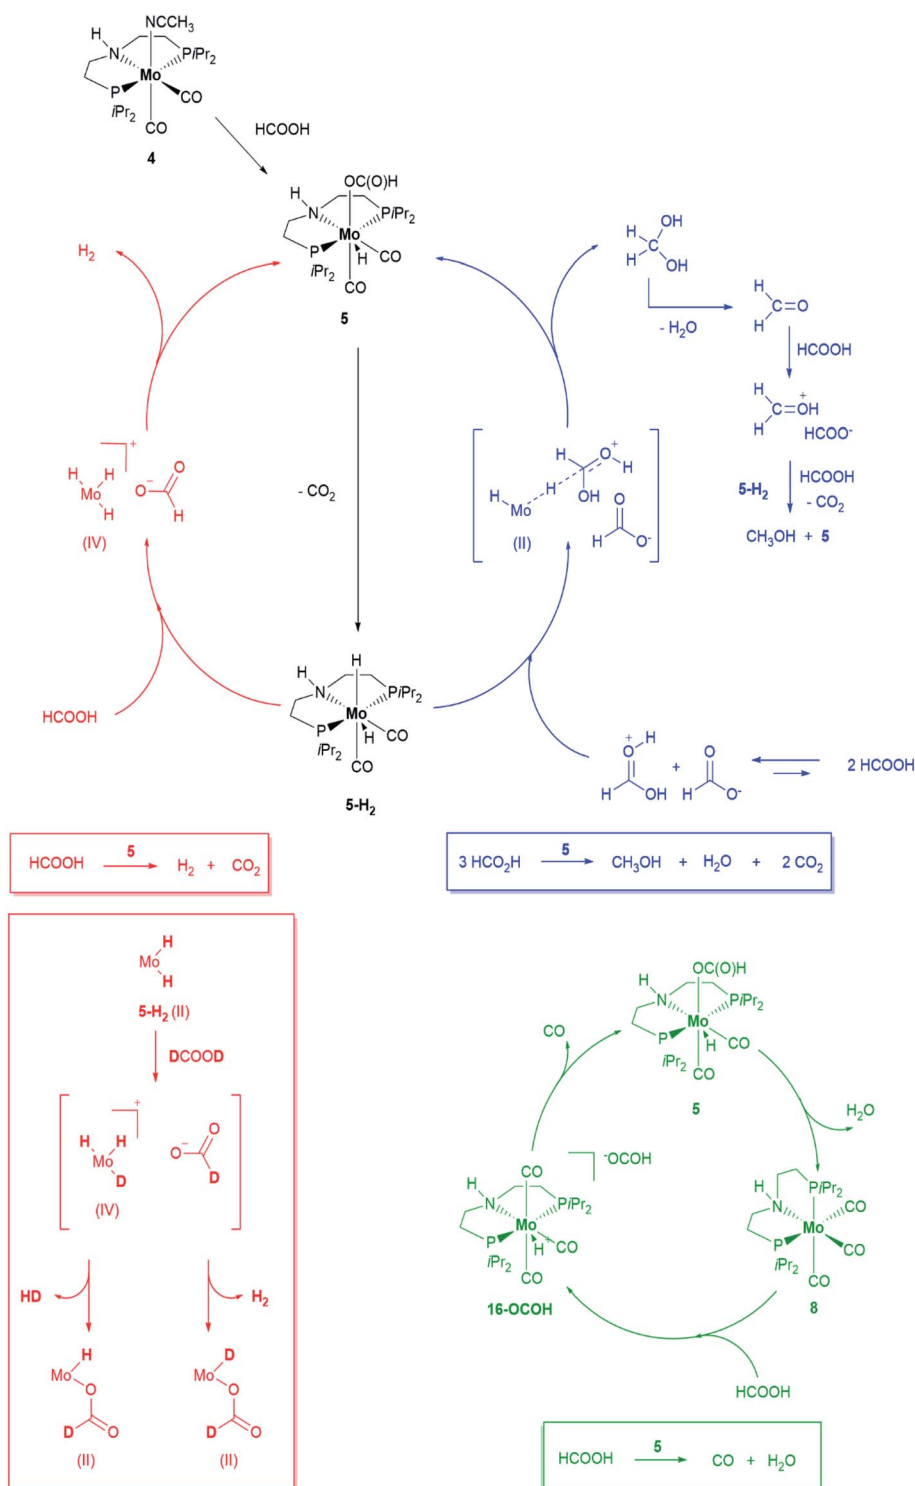 NCCH₃
H
N
PiPr₂
Mo
P
CO
iPr₂
CO
4
HCOOH
OC(O)H
H
N
PiPr₂
Mo
P
H
CO
iPr₂
CO
5
H₂
H
OH
C
H
OH
- H₂O
H
C=O
H
HCOOH
H
+
C=OH
H
HCOO⁻
5-H₂
HCOOH
- CO₂
CH₃OH + 5
- CO₂
+
H
H
Mo
H
(IV)
O⁻
O
H
H
O
+
H
H
OH
H
Mo
(II)
O
H
O⁻
HCOOH
H
H
N
PiPr₂
Mo
P
H
CO
iPr₂
CO
5-H₂
+
H
O
H
OH
+
O
H
O⁻
2 HCOOH
HCOOH
5
H₂ + CO₂
3 HCO₂H
5
CH₃OH + H₂O + 2 CO₂
H
Mo
H
5-H₂ (II)
DCOOD
+
H
H
Mo
D
(IV)
O⁻
O
D
HD
H₂
H
Mo
O
D
O
(II)
D
Mo
O
D
O
(II)
OC(O)H
H
N
PiPr₂
Mo
P
H
CO
iPr₂
CO
5
CO
H₂O
⁻OCOH
CO
H
N
PiPr₂
Mo
P
H
+
CO
iPr₂
CO
16-OCOH
H
N
PiPr₂
CO
Mo
P
CO
iPr₂
CO
8
HCOOH
HCOOH
5
CO + H₂O